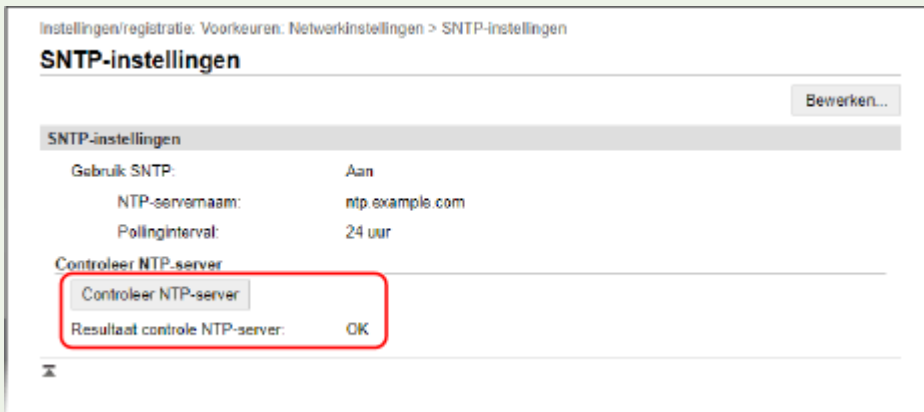 Instellingen/registratie: Voorkeuren: Netwerkinstellingen > SNTP-instellingen
SNTP-instellingen
Bewerken...
SNTP-instellingen
Gebruik SNTP: Aan
NTP-servernaam: ntp.example.com
Pollinginterval: 24 uur
Controleer NTP-server
Controleer NTP-server
Resultaat controle NTP-server: OK